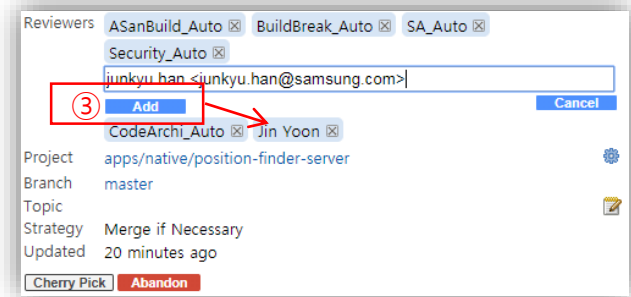 Reviewers ASanBuild_Auto BuildBreak_Auto SA_Auto
Security_Auto
junkyu.han <junkyu.han@samsung.com>
③ Add Cancel
CodeArchi_Auto Jin Yoon
Project apps/native/position-finder-server
Branch master
Topic
Strategy Merge if Necessary
Updated 20 minutes ago
Cherry Pick Abandon